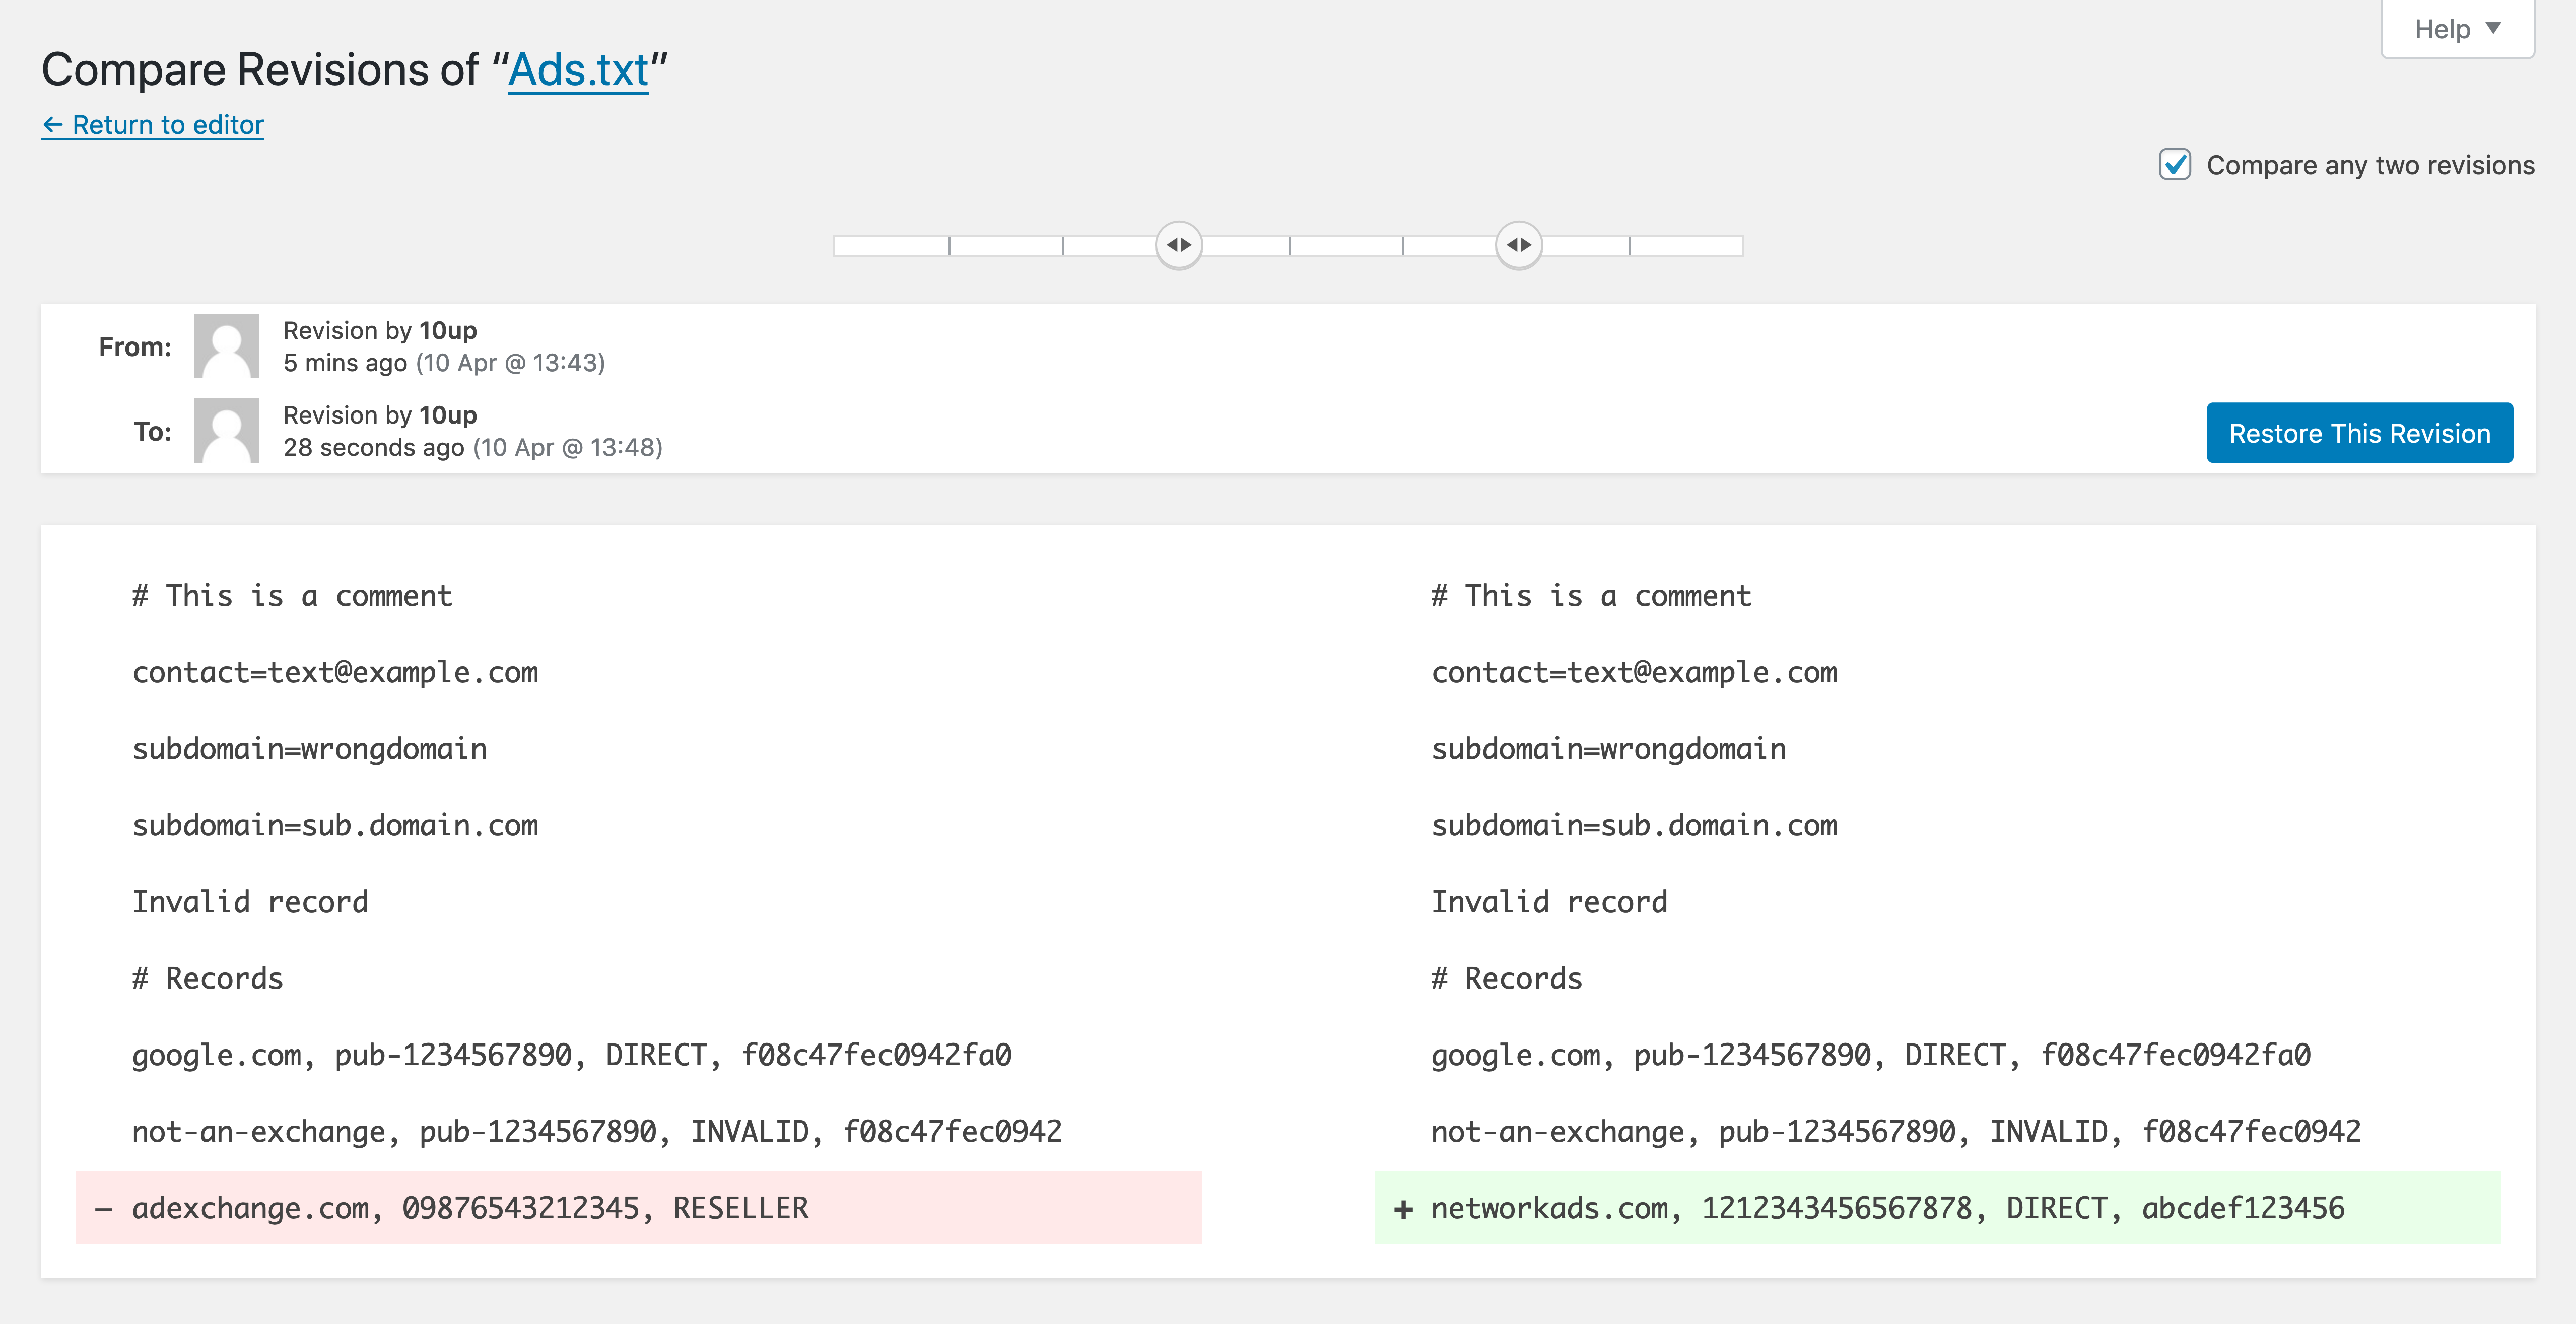 Help ▼
Compare Revisions of “Ads.txt”
← Return to editor
Compare any two revisions
From:
Revision by 10up
5 mins ago (10 Apr @ 13:43)
To:
Revision by 10up
28 seconds ago (10 Apr @ 13:48)
Restore This Revision
# This is a comment
contact=text@example.com
subdomain=wrongdomain
subdomain=sub.domain.com
Invalid record
# Records
google.com, pub-1234567890, DIRECT, f08c47fec0942fa0
not-an-exchange, pub-1234567890, INVALID, f08c47fec0942
– adexchange.com, 09876543212345, RESELLER
# This is a comment
contact=text@example.com
subdomain=wrongdomain
subdomain=sub.domain.com
Invalid record
# Records
google.com, pub-1234567890, DIRECT, f08c47fec0942fa0
not-an-exchange, pub-1234567890, INVALID, f08c47fec0942
+ networkads.com, 1212343456567878, DIRECT, abcdef123456